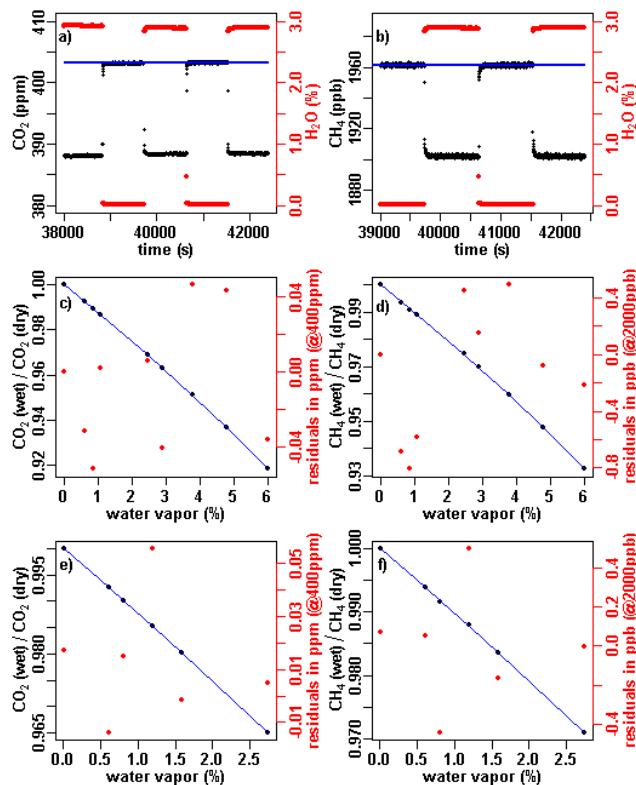 a)
CO2 (ppm)
380 390 400 410
H2O (%)
0.0 1.0 2.0 3.0
38000 40000 42000
time (s)
b)
CH4 (ppb)
1880 1920 1960
H2O (%)
0.0 1.0 2.0 3.0
39000 40000 41000 42000
time (s)
c)
CO2 (wet) / CO2 (dry)
0.92 0.94 0.96 0.98 1.00
residuals in ppm (@400ppm)
-0.04 0.00 0.04
0 1 2 3 4 5 6
water vapor (%)
d)
CH4 (wet) / CH4 (dry)
0.93 0.95 0.97 0.99
residuals in ppb (@2000ppb)
-0.8 -0.4 0.0 0.4
0 1 2 3 4 5 6
water vapor (%)
e)
CO2 (wet) / CO2 (dry)
0.965 0.980 0.995
residuals in ppm (@400ppm)
-0.01 0.01 0.03 0.05
0.0 0.5 1.0 1.5 2.0 2.5
water vapor (%)
f)
CH4 (wet) / CH4 (dry)
0.970 0.980 0.990 1.000
residuals in ppb (@2000ppb)
-0.4 0.0 0.2 0.4
0.0 0.5 1.0 1.5 2.0 2.5
water vapor (%)